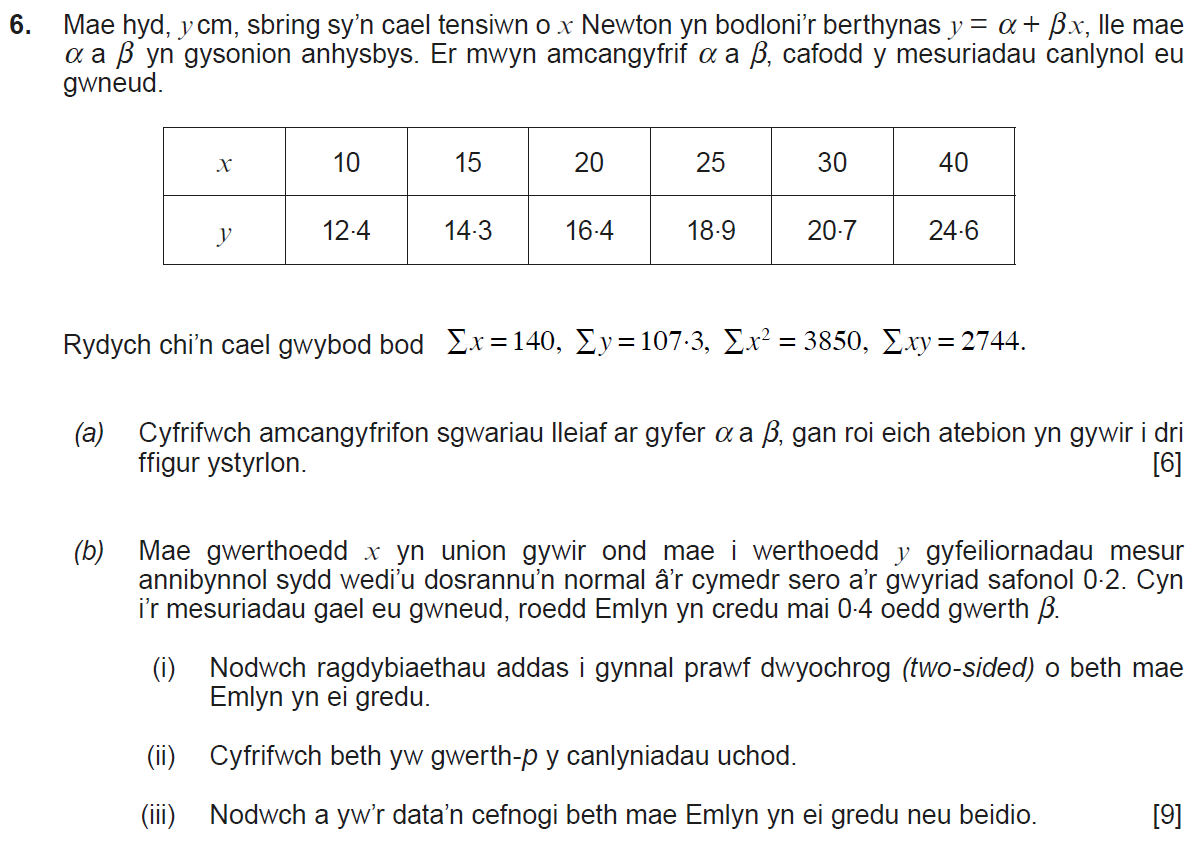 6. Mae hyd, y cm, sbring sy'n cael tensiwn o x Newton yn bodloni'r berthynas y = α + βx, lle mae
α a β yn gysonion anhysbys. Er mwyn amcangyfrif α a β, cafodd y mesuriadau canlynol eu
gwneud.
x 10 15 20 25 30 40
y 12·4 14·3 16·4 18·9 20·7 24·6
Rydych chi'n cael gwybod bod ∑x = 140, ∑y = 107·3, ∑x² = 3850, ∑xy = 2744.
(a) Cyfrifwch amcangyfrifon sgwariau lleiaf ar gyfer α a β, gan roi eich atebion yn gywir i dri
ffigur ystyrlon. [6]
(b) Mae gwerthoedd x yn union gywir ond mae i werthoedd y gyfeiliornadau mesur
annibynnol sydd wedi'u dosrannu'n normal â'r cymedr sero a'r gwyriad safonol 0·2. Cyn
i'r mesuriadau gael eu gwneud, roedd Emlyn yn credu mai 0·4 oedd gwerth β.
(i) Nodwch ragdybiaethau addas i gynnal prawf dwyochrog (two-sided) o beth mae
Emlyn yn ei gredu.
(ii) Cyfrifwch beth yw gwerth-p y canlyniadau uchod.
(iii) Nodwch a yw'r data'n cefnogi beth mae Emlyn yn ei gredu neu beidio. [9]